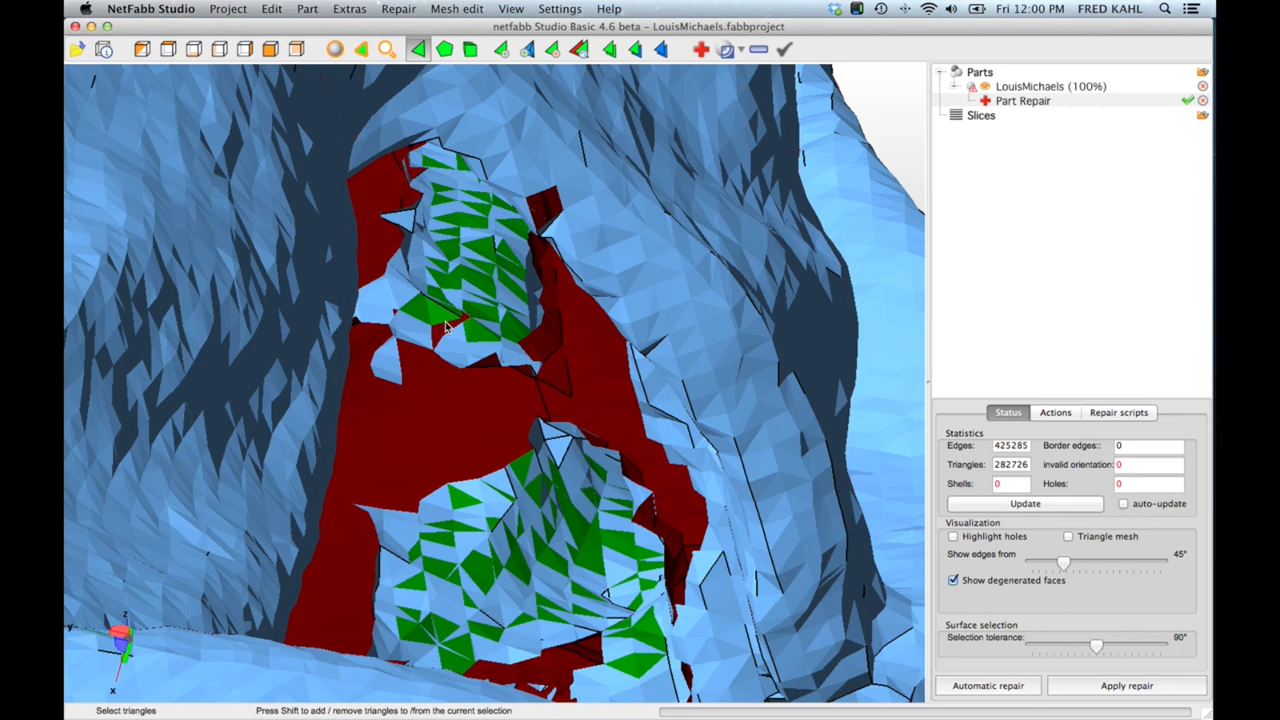 NetFabb Studio Project Edit Part Extras Repair Mesh edit View Settings Help Fri 12:00 PM FRED KAHL
netfabb Studio Basic 4.6 beta – LouisMichaels.fabbproject
Parts
LouisMichaels (100%)
Part Repair
Slices
Status Actions Repair scripts
Statistics
Edges: 425285 Border edges:: 0
Triangles: 282726 invalid orientation: 0
Shells: 0 Holes: 0
Update auto-update
Visualization
Highlight holes Triangle mesh
Show edges from 45°
Show degenerated faces
Surface selection
Selection tolerance: 90°
Automatic repair Apply repair
z
y
x
Select triangles Press Shift to add / remove triangles to /from the current selection